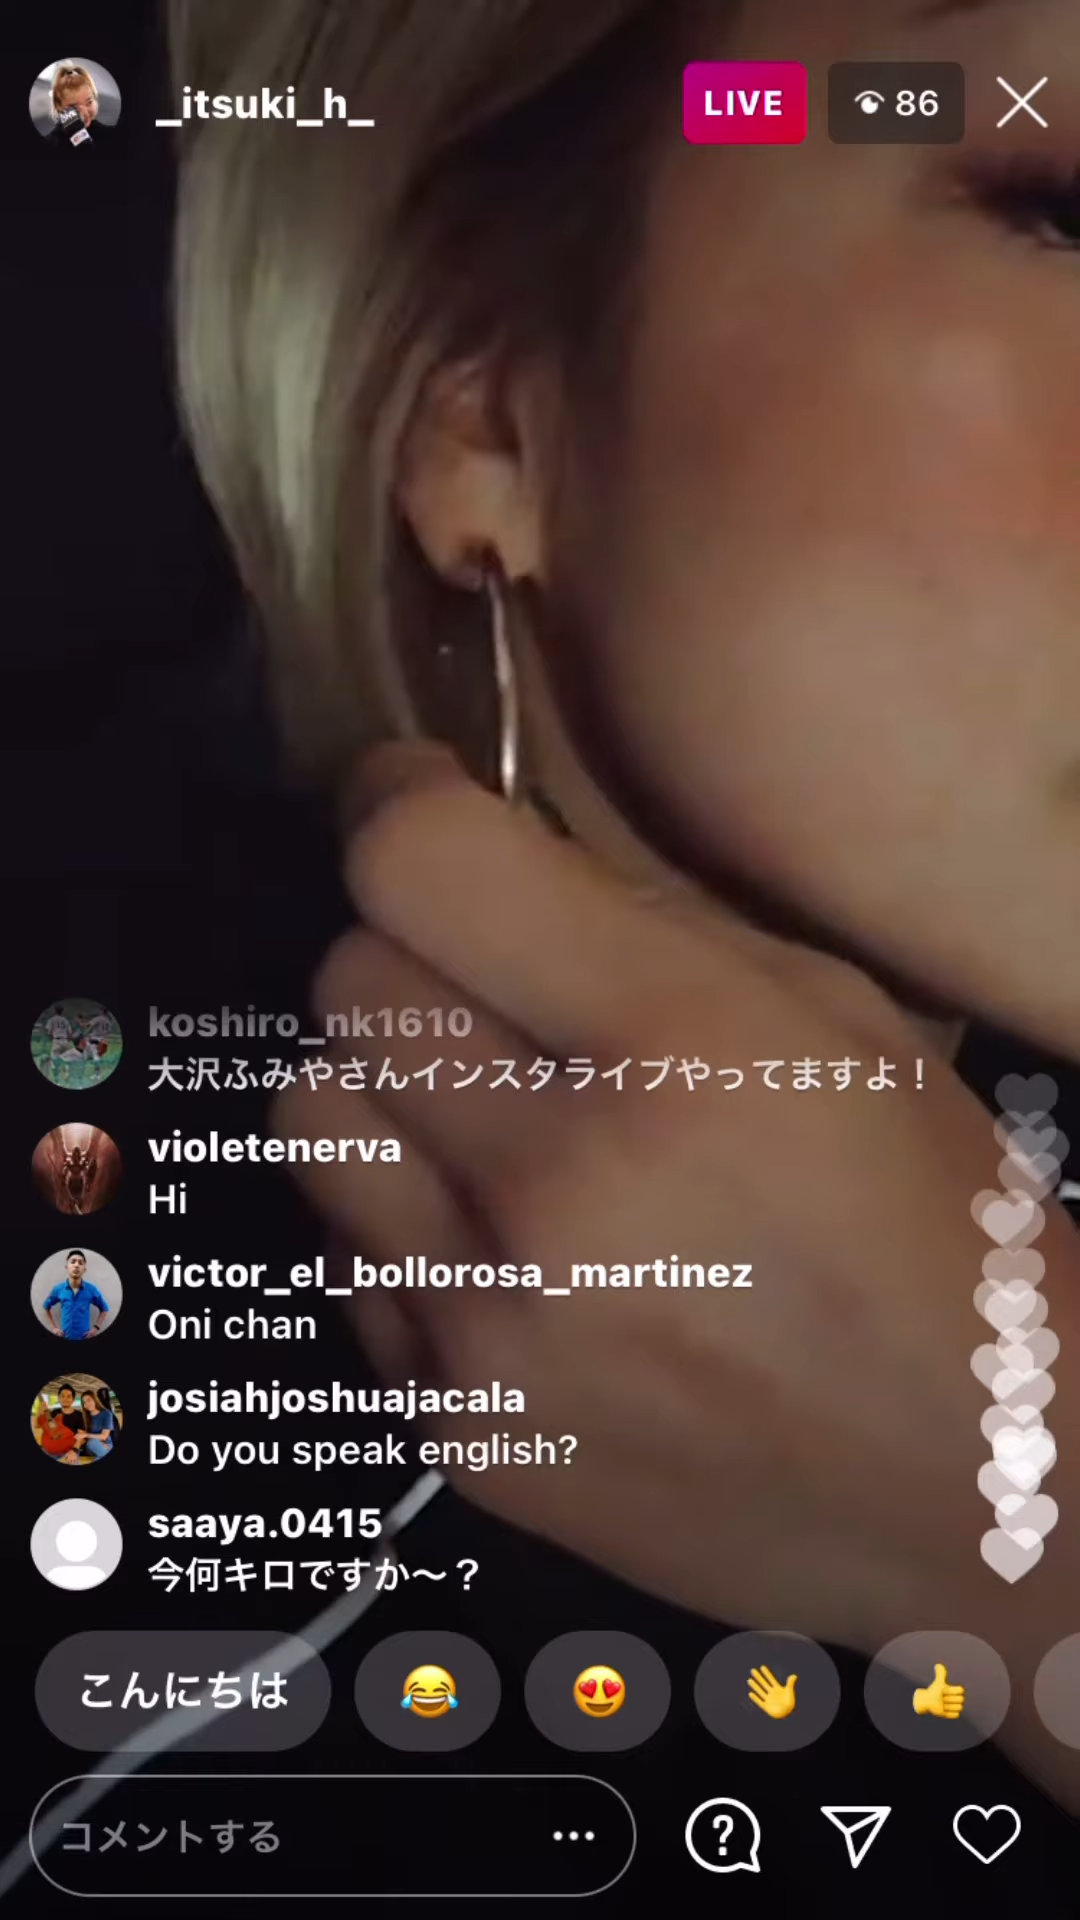 _itsuki_h_
LIVE
86
koshiro_nk1610
大沢ふみやさんインスタライブやってますよ！
violetenerva
Hi
victor_el_bollorosa_martinez
Oni chan
josiahjoshuajacala
Do you speak english?
saaya.0415
今何キロですか〜？
こんにちは
コメントする